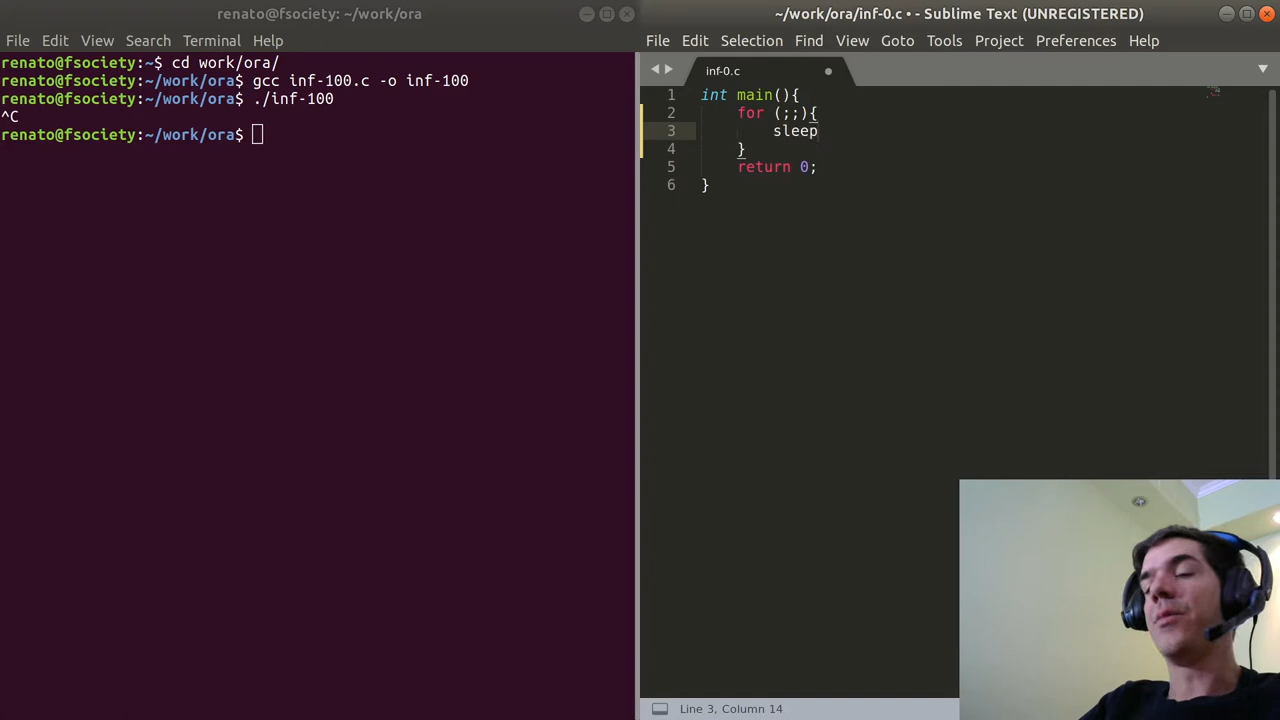 renato@fsociety: ~/work/ora
File Edit View Search Terminal Help
renato@fsociety:~$ cd work/ora/
renato@fsociety:~/work/ora$ gcc inf-100.c -o inf-100
renato@fsociety:~/work/ora$ ./inf-100
^C
renato@fsociety:~/work/ora$
~/work/ora/inf-0.c • - Sublime Text (UNREGISTERED)
File Edit Selection Find View Goto Tools Project Preferences Help
inf-0.c
1 int main(){
2 for (;;){
3 sleep
4 }
5 return 0;
6 }
Line 3, Column 14